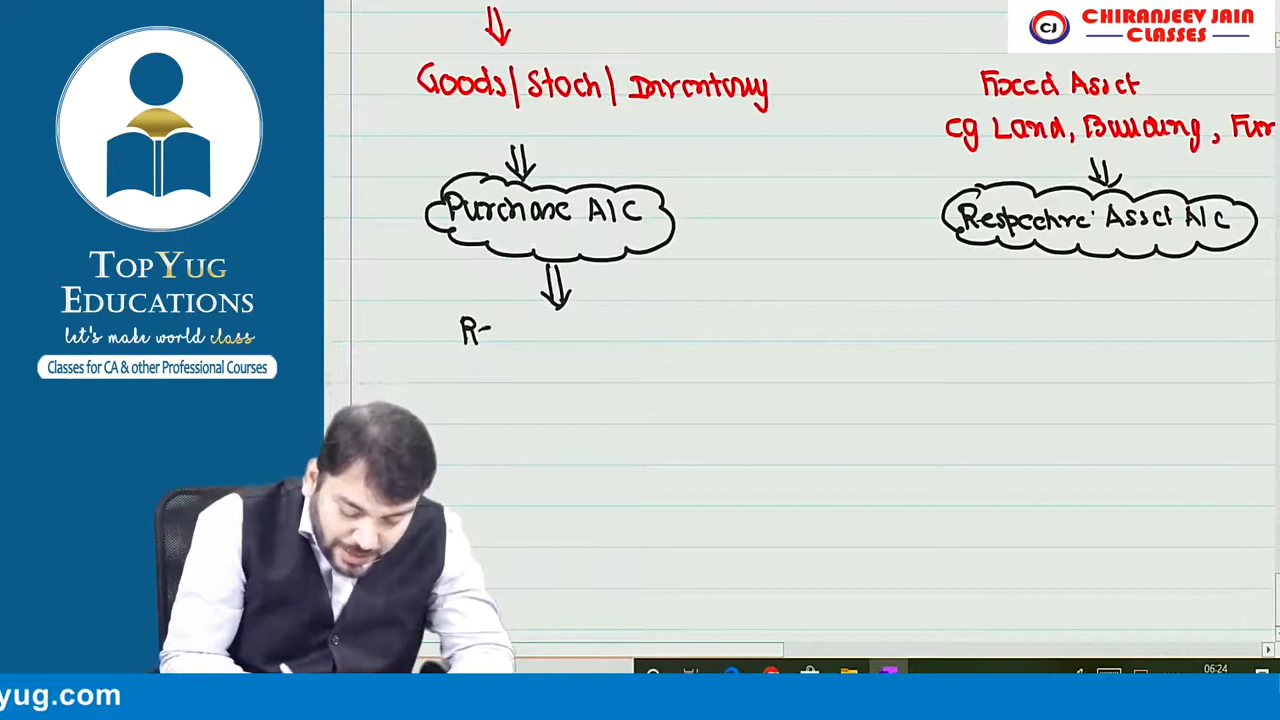 CJ
CHIRANJEEV JAIN
CLASSES
Goods/Stock/Inventory
Fixed Asset
eg Land, Building, Fur
Purchase A/C
Respective Asset A/C
R-
TOPYUG
EDUCATIONS
let's make world class
Classes for CA & other Professional Courses
06:24
yug.com